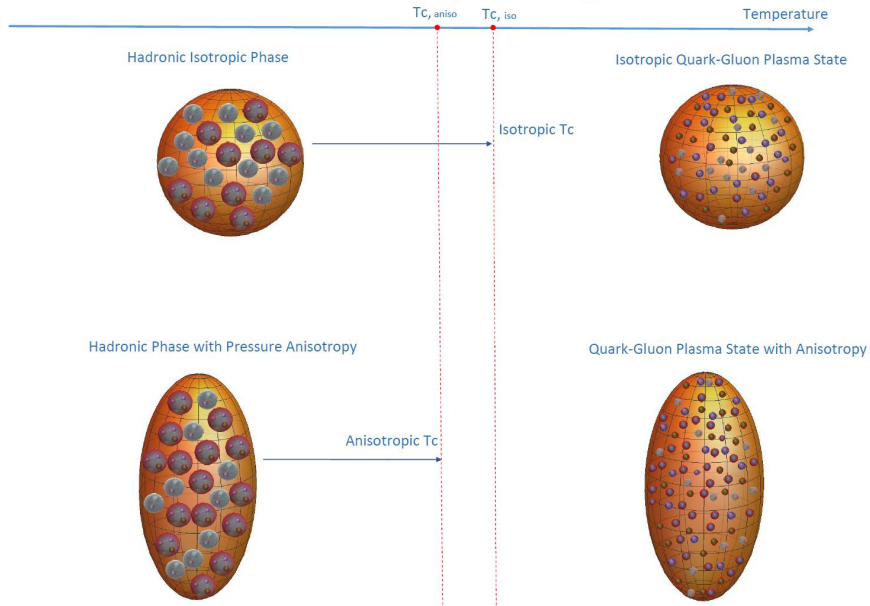 Tc, aniso
Tc, iso
Temperature
Hadronic Isotropic Phase
Isotropic Quark-Gluon Plasma State
Isotropic Tc
Hadronic Phase with Pressure Anisotropy
Quark-Gluon Plasma State with Anisotropy
Anisotropic Tc